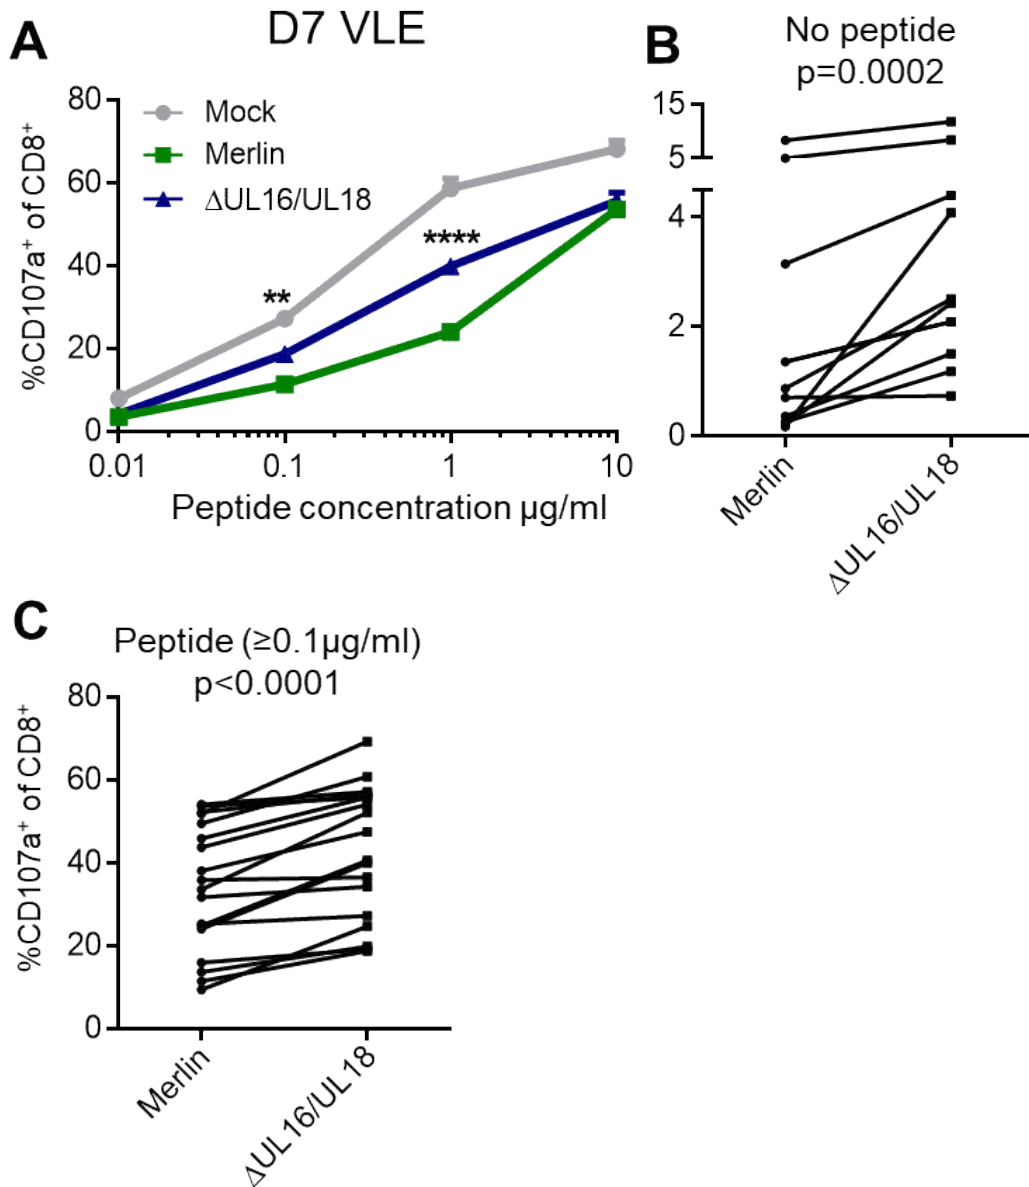 A
D7 VLE
%CD107a⁺ of CD8⁺
80
60
40
20
0
Mock
Merlin
ΔUL16/UL18
**
****
0.01
0.1
1
10
Peptide concentration µg/ml
B
No peptide
p=0.0002
15
5
4
2
0
Merlin
ΔUL16/UL18
C
Peptide (≥0.1µg/ml)
p<0.0001
%CD107a⁺ of CD8⁺
80
60
40
20
0
Merlin
ΔUL16/UL18